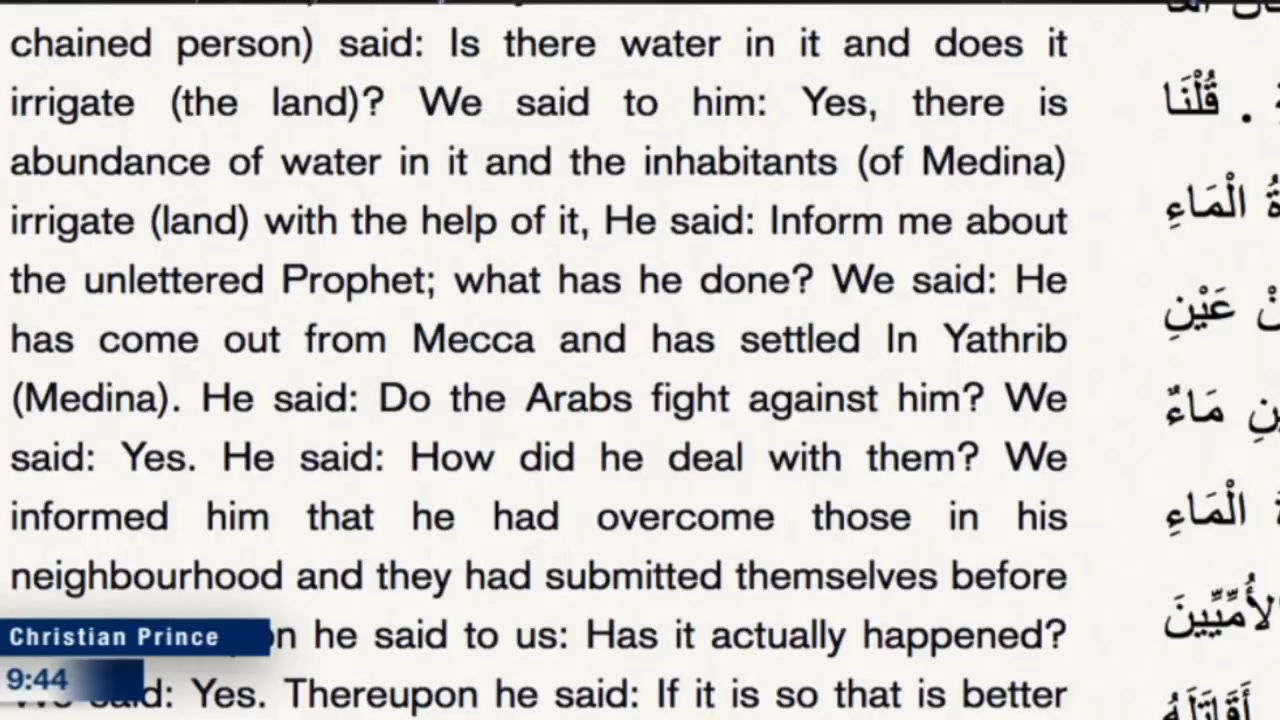 chained person) said: Is there water in it and does it
irrigate (the land)? We said to him: Yes, there is
abundance of water in it and the inhabitants (of Medina)
irrigate (land) with the help of it, He said: Inform me about
the unlettered Prophet; what has he done? We said: He
has come out from Mecca and has settled In Yathrib
(Medina). He said: Do the Arabs fight against him? We
said: Yes. He said: How did he deal with them? We
informed him that he had overcome those in his
neighbourhood and they had submitted themselves before
he said to us: Has it actually happened?
Yes. Thereupon he said: If it is so that is better
. قُلْنَا
الْمَاءِ
عَيْنِ
مَاءٌ
الْمَاءِ
الأُمِّيِّينَ
أَقَاتَلَهُ
Christian Prince
9:44